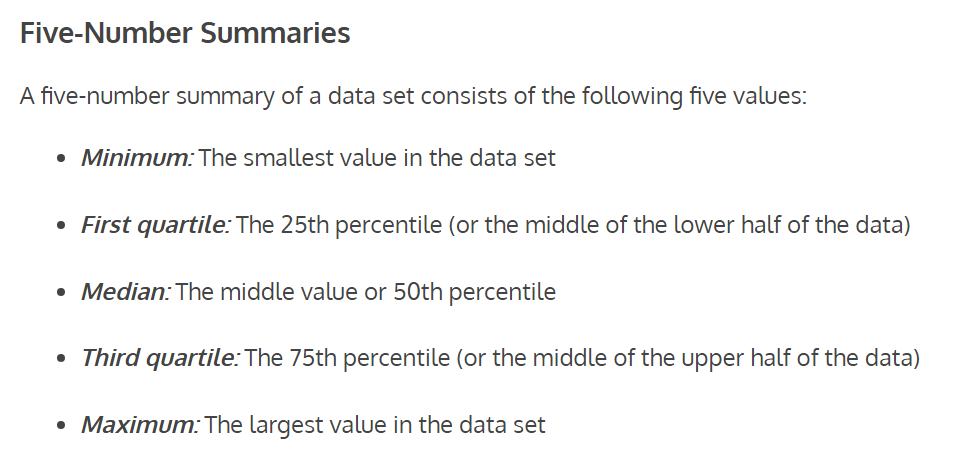 Five-Number Summaries
A five-number summary of a data set consists of the following five values:
• Minimum: The smallest value in the data set
• First quartile: The 25th percentile (or the middle of the lower half of the data)
• Median: The middle value or 50th percentile
• Third quartile: The 75th percentile (or the middle of the upper half of the data)
• Maximum: The largest value in the data set